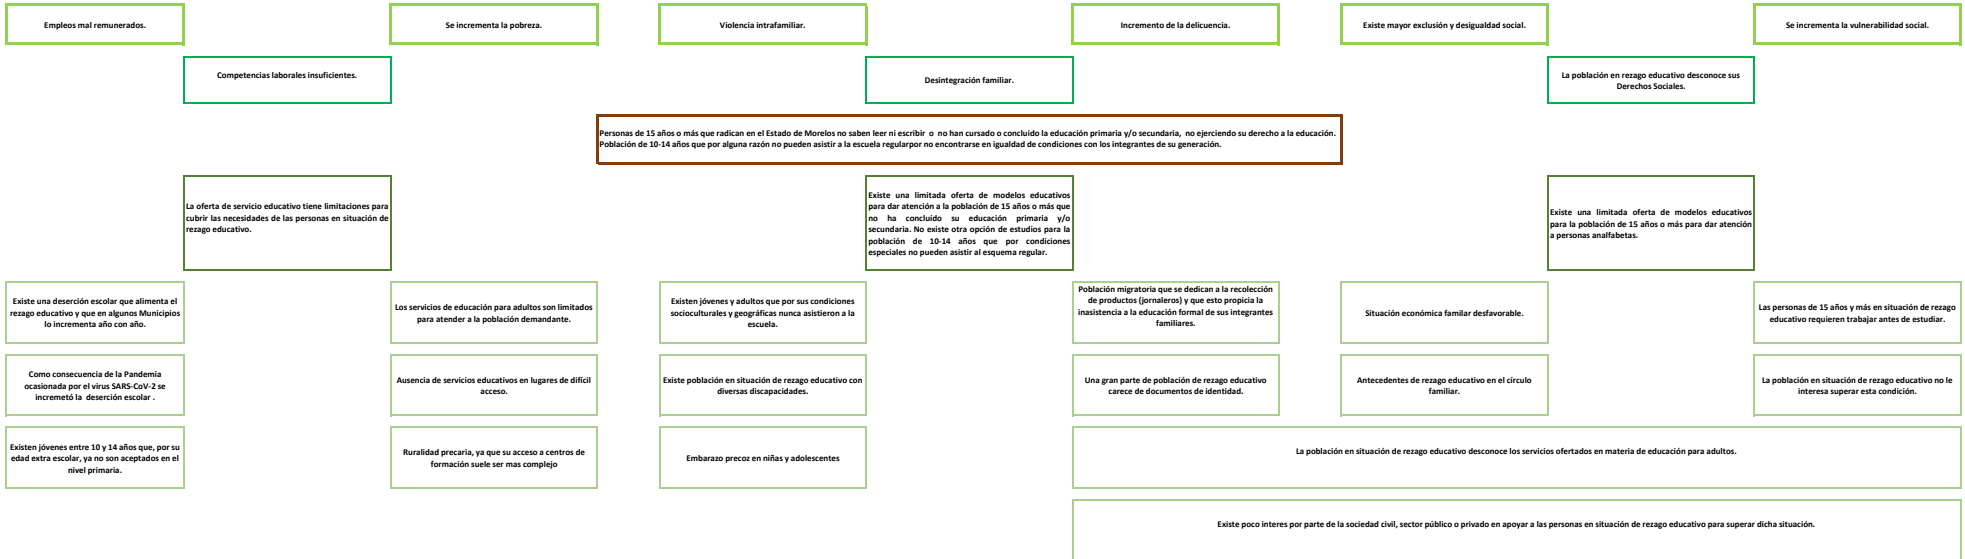 Empleos mal remunerados.
Se incrementa la pobreza.
Violencia intrafamiliar.
Incremento de la delicuencia.
Existe mayor exclusión y desigualdad social.
Se incrementa la vulnerabilidad social.
Competencias laborales insuficientes.
Desintegración familiar.
La población en rezago educativo desconoce sus
Derechos Sociales.
Personas de 15 años o más que radican en el Estado de Morelos no saben leer ni escribir o no han cursado o concluido la educación primaria y/o secundaria, no ejerciendo su derecho a la educación.
Población de 10-14 años que por alguna razón no pueden asistir a la escuela regularpor no encontrarse en igualdad de condiciones con los integrantes de su generación.
La oferta de servicio educativo tiene limitaciones para
cubrir las necesidades de las personas en situación de
rezago educativo.
Existe una limitada oferta de modelos educativos
para dar atención a la población de 15 años o más que
no ha concluído su educación primaria y/o
secundaria. No existe otra opción de estudios para la
población de 10-14 años que por condiciones
especiales no pueden asistir al esquema regular.
Existe una limitada oferta de modelos educativos
para la población de 15 años o más para dar atención
a personas analfabetas.
Existe una deserción escolar que alimenta el
rezago educativo y que en algunos Municipios
lo incrementa año con año.
Los servicios de educación para adultos son limitados
para atender a la población demandante.
Existen jóvenes y adultos que por sus condiciones
socioculturales y geográficas nunca asistieron a la
escuela.
Población migratoria que se dedican a la recolección
de productos (jornaleros) y que esto propicia la
inasistencia a la educación formal de sus integrantes
familiares.
Situación económica familar desfavorable.
Las personas de 15 años y más en situación de rezago
educativo requieren trabajar antes de estudiar.
Como consecuencia de la Pandemia
ocasionada por el virus SARS-CoV-2 se
incremetó la deserción escolar .
Ausencia de servicios educativos en lugares de difícil
acceso.
Existe población en situación de rezago educativo con
diversas discapacidades.
Una gran parte de población de rezago educativo
carece de documentos de identidad.
Antecedentes de rezago educativo en el círculo
familiar.
La población en situación de rezago educativo no le
interesa superar esta condición.
Existen jóvenes entre 10 y 14 años que, por su
edad extra escolar, ya no son aceptados en el
nivel primaria.
Ruralidad precaria, ya que su acceso a centros de
formación suele ser mas complejo
Embarazo precoz en niñas y adolescentes
La población en situación de rezago educativo desconoce los servicios ofertados en materia de educación para adultos.
Existe poco interes por parte de la sociedad civil, sector público o privado en apoyar a las personas en situación de rezago educativo para superar dicha situación.